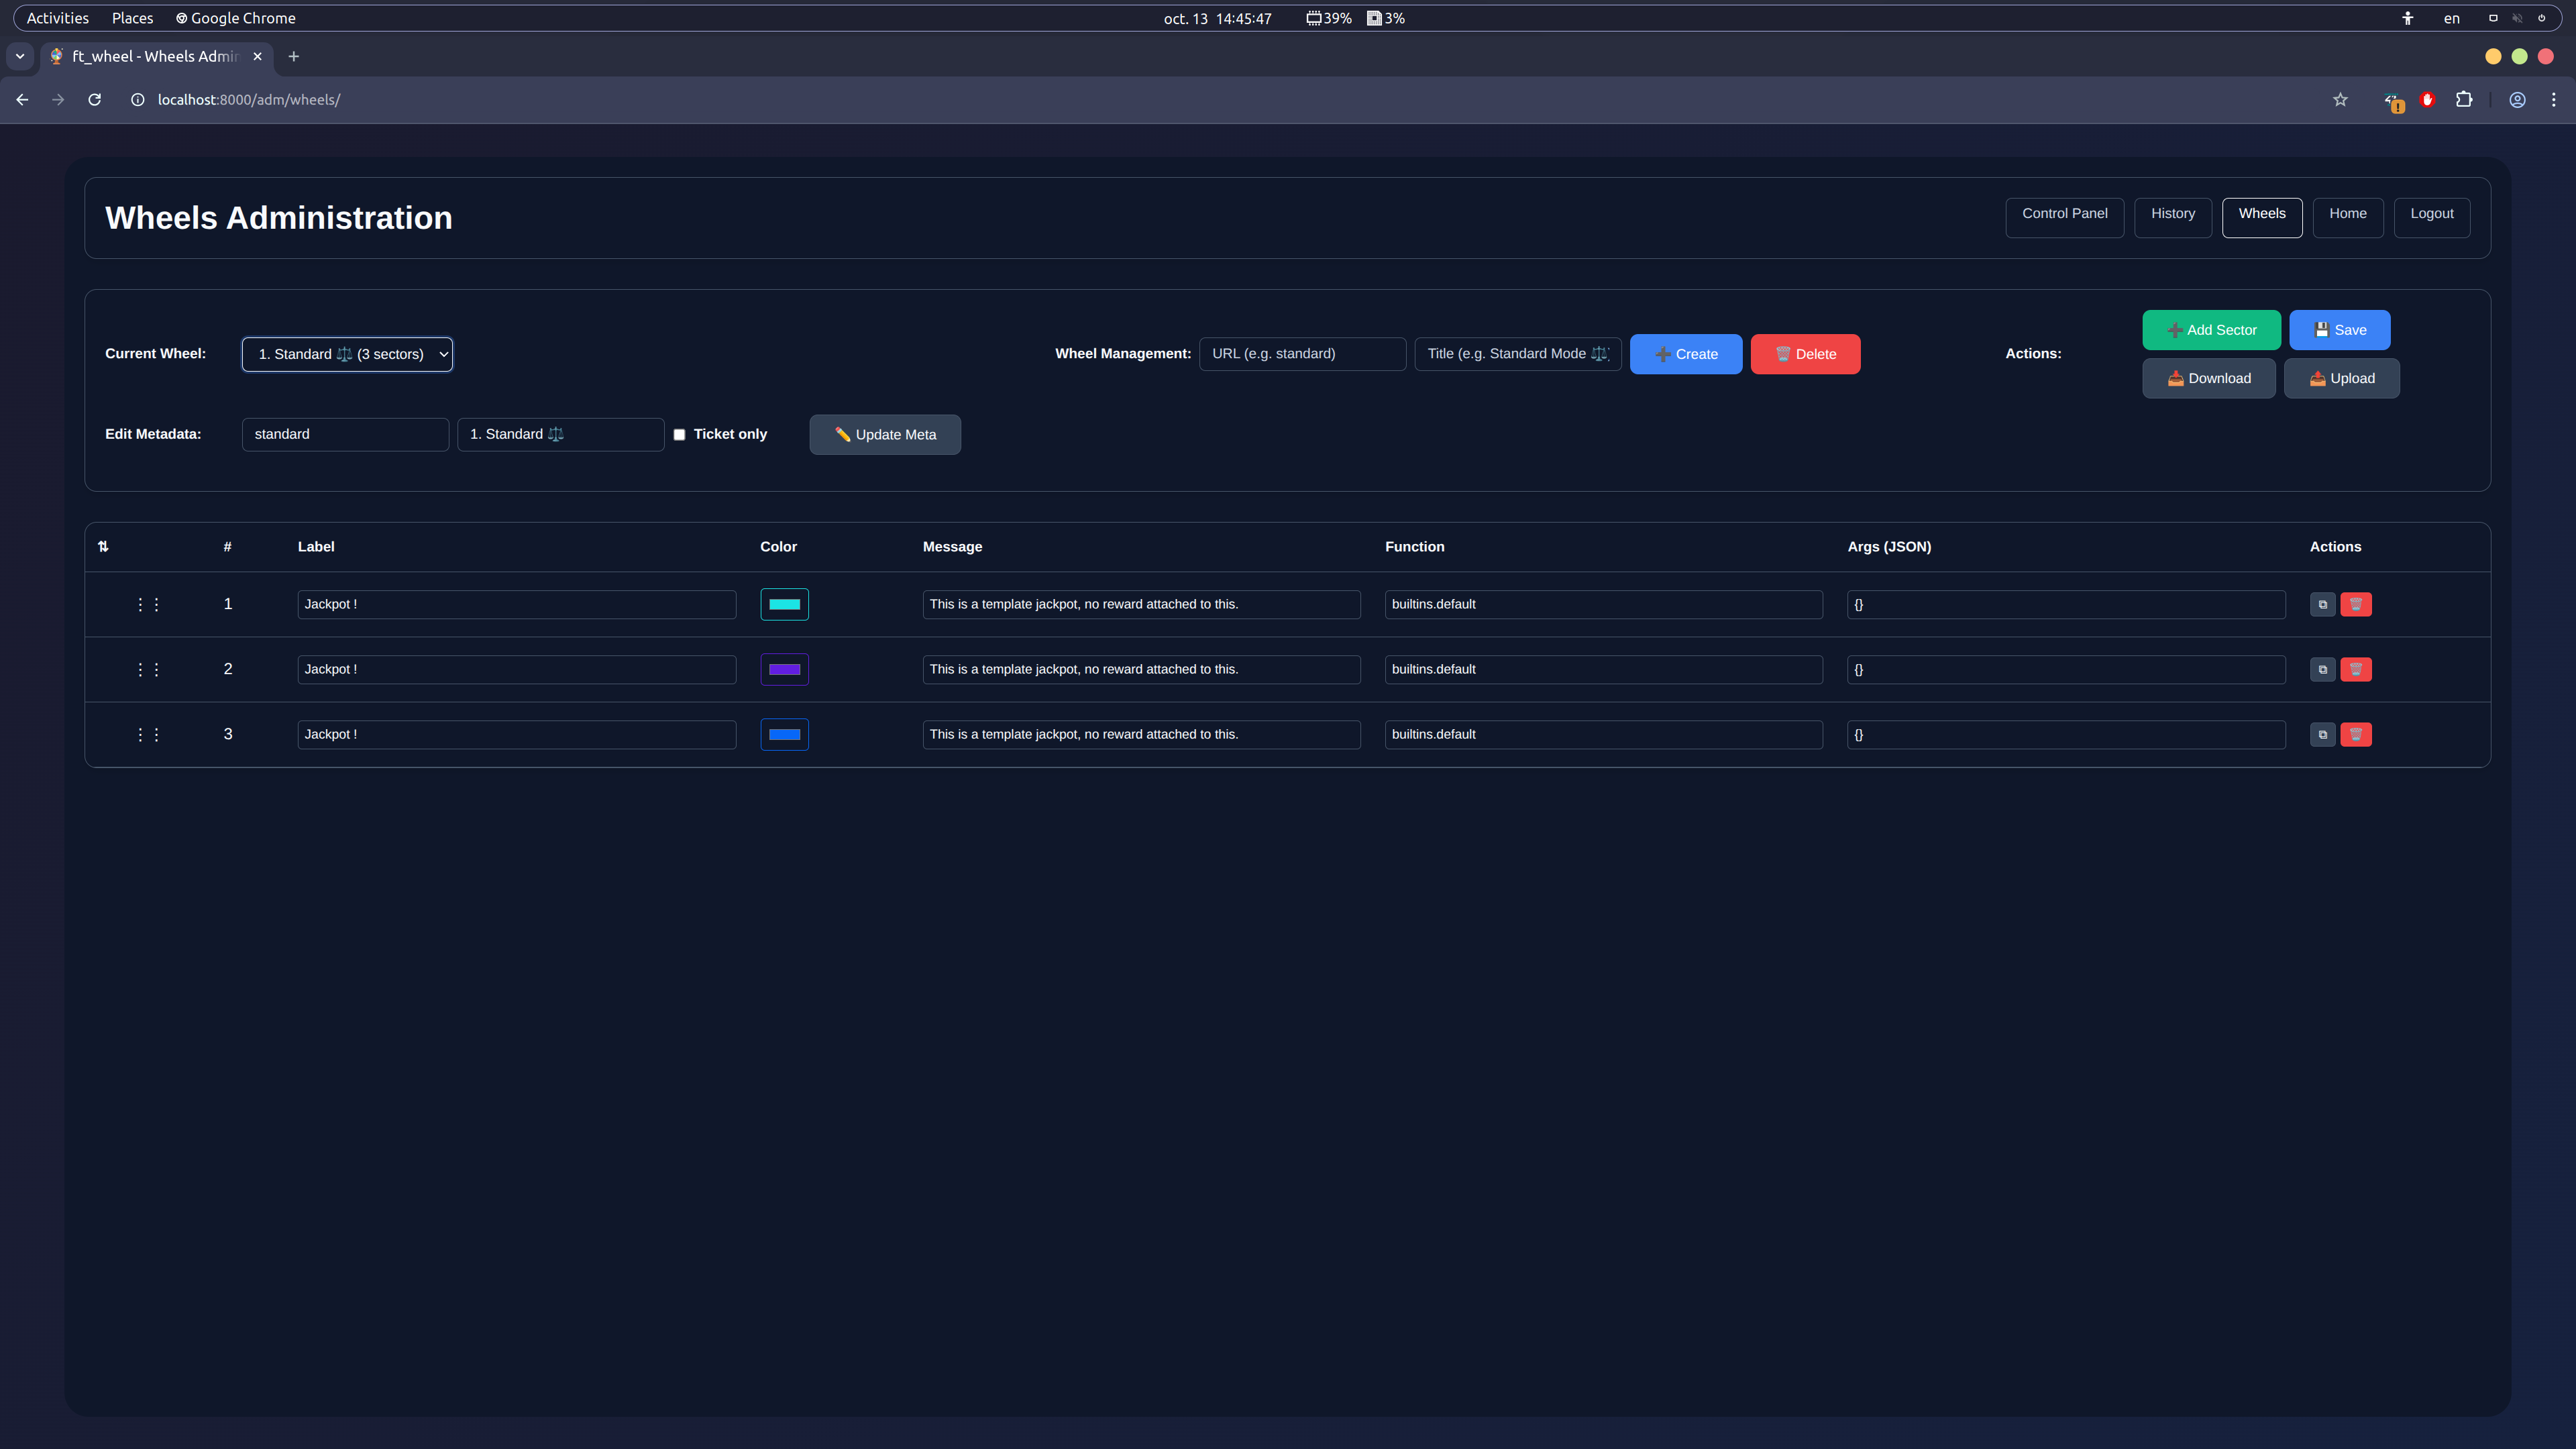 Activities Places Google Chrome oct. 13 14:45:47 39% 3% en
ft_wheel - Wheels Admin
localhost:8000/adm/wheels/
Wheels Administration Control Panel History Wheels Home Logout
Current Wheel: 1. Standard ⚖️ (3 sectors) Wheel Management: URL (e.g. standard) Title (e.g. Standard Mode ⚖️ ➕ Create 🗑️ Delete Actions: ➕ Add Sector 💾 Save
📥 Download 📤 Upload
Edit Metadata: standard 1. Standard ⚖️ Ticket only ✏️ Update Meta
⇅ # Label Color Message Function Args (JSON) Actions
1 Jackpot ! This is a template jackpot, no reward attached to this. builtins.default {}
2 Jackpot ! This is a template jackpot, no reward attached to this. builtins.default {}
3 Jackpot ! This is a template jackpot, no reward attached to this. builtins.default {}